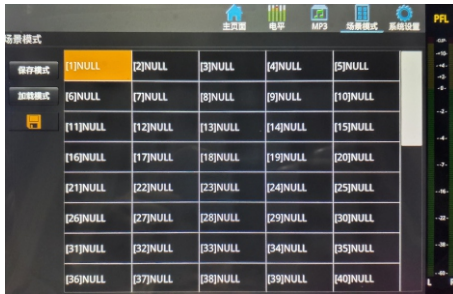 主页面 电平 MP3 场景模式 系统设置 PFL
场景模式
保存模式
加载模式
[1]NULL [2]NULL [3]NULL [4]NULL [5]NULL
[6]NULL [7]NULL [8]NULL [9]NULL [10]NULL
[11]NULL [12]NULL [13]NULL [14]NULL [15]NULL
[16]NULL [17]NULL [18]NULL [19]NULL [20]NULL
[21]NULL [22]NULL [23]NULL [24]NULL [25]NULL
[26]NULL [27]NULL [28]NULL [29]NULL [30]NULL
[31]NULL [32]NULL [33]NULL [34]NULL [35]NULL
[36]NULL [37]NULL [38]NULL [39]NULL [40]NULL
L